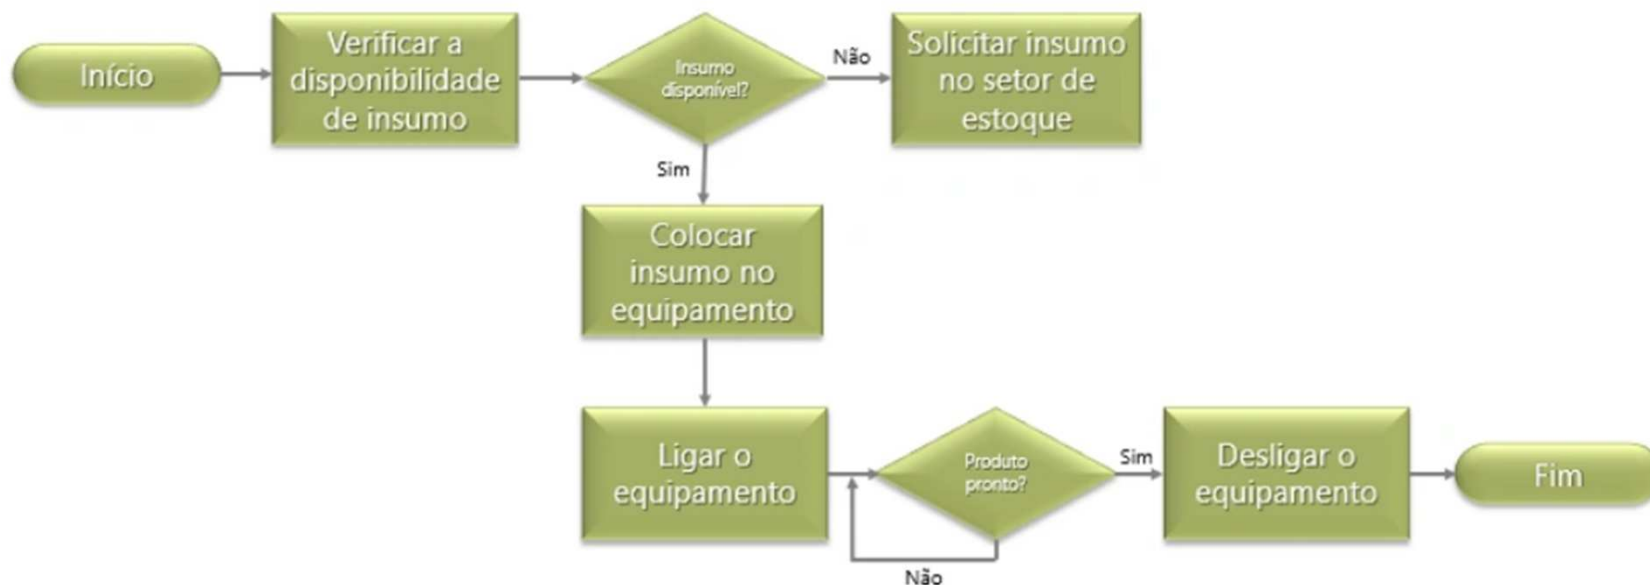 Início
Verificar a
disponibilidade
de insumo
Insumo
disponível?
Não
Solicitar insumo
no setor de
estoque
Sim
Colocar
insumo no
equipamento
Ligar o
equipamento
Produto
pronto?
Sim
Desligar o
equipamento
Fim
Não